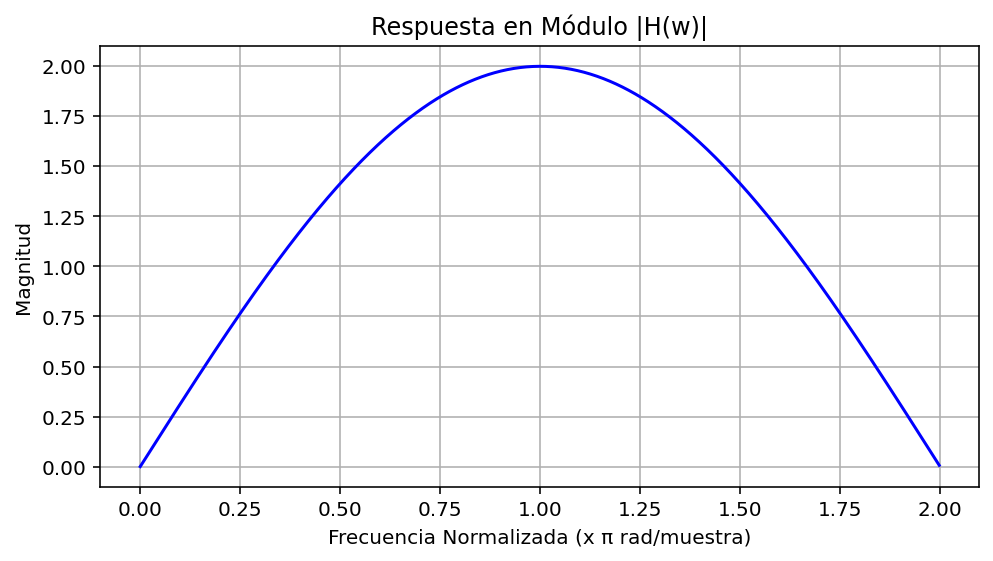 Respuesta en Módulo |H(w)|
Magnitud
2.00
1.75
1.50
1.25
1.00
0.75
0.50
0.25
0.00
0.00 0.25 0.50 0.75 1.00 1.25 1.50 1.75 2.00
Frecuencia Normalizada (x π rad/muestra)